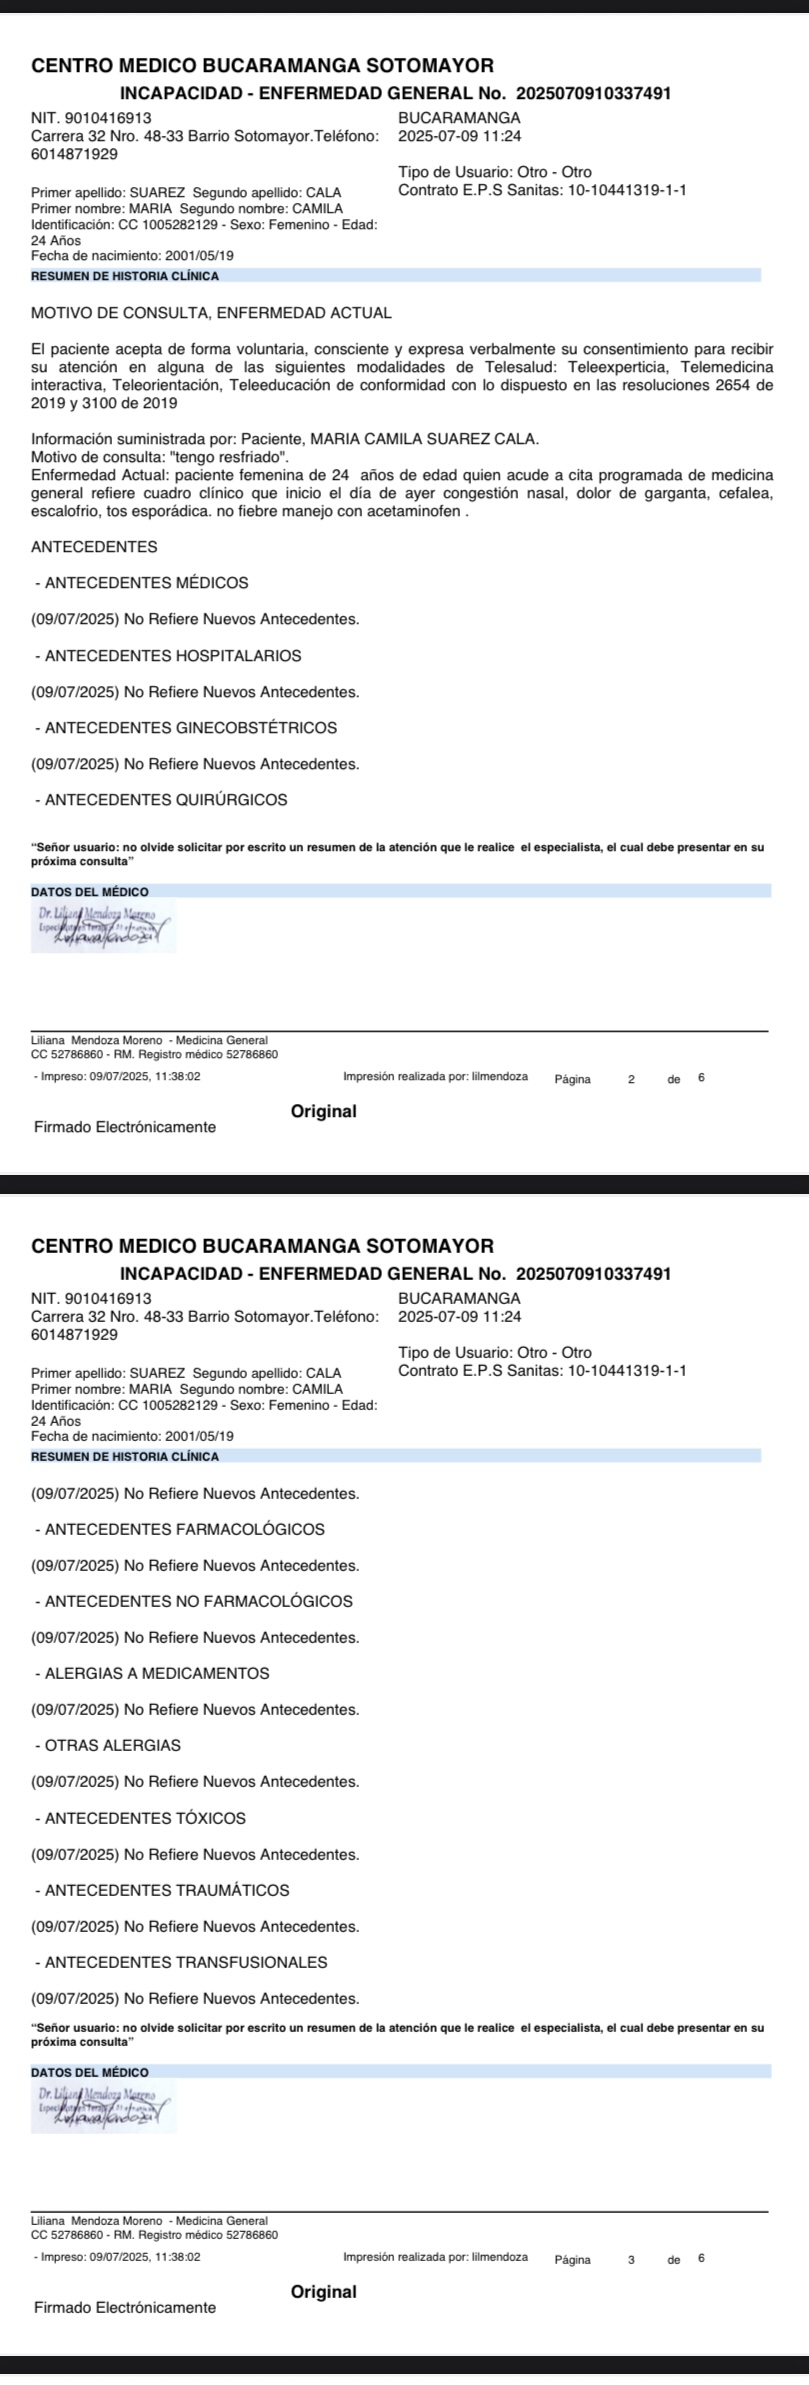 CENTRO MEDICO BUCARAMANGA SOTOMAYOR
INCAPACIDAD - ENFERMEDAD GENERAL No. 2025070910337491
NIT. 9010416913
Carrera 32 Nro. 48-33 Barrio Sotomayor.Teléfono:
6014871929
BUCARAMANGA
2025-07-09 11:24
Tipo de Usuario: Otro - Otro
Contrato E.P.S Sanitas: 10-10441319-1-1
Primer apellido: SUAREZ Segundo apellido: CALA
Primer nombre: MARIA Segundo nombre: CAMILA
Identificación: CC 1005282129 - Sexo: Femenino - Edad:
24 Años
Fecha de nacimiento: 2001/05/19
RESUMEN DE HISTORIA CLÍNICA
MOTIVO DE CONSULTA, ENFERMEDAD ACTUAL
El paciente acepta de forma voluntaria, consciente y expresa verbalmente su consentimiento para recibir
su atención en alguna de las siguientes modalidades de Telesalud: Teleexperticia, Telemedicina
interactiva, Teleorientación, Teleeducación de conformidad con lo dispuesto en las resoluciones 2654 de
2019 y 3100 de 2019
Información suministrada por: Paciente, MARIA CAMILA SUAREZ CALA.
Motivo de consulta: "tengo resfriado".
Enfermedad Actual: paciente femenina de 24 años de edad quien acude a cita programada de medicina
general refiere cuadro clínico que inicio el día de ayer congestión nasal, dolor de garganta, cefalea,
escalofrio, tos esporádica. no fiebre manejo con acetaminofen .
ANTECEDENTES
- ANTECEDENTES MÉDICOS
(09/07/2025) No Refiere Nuevos Antecedentes.
- ANTECEDENTES HOSPITALARIOS
(09/07/2025) No Refiere Nuevos Antecedentes.
- ANTECEDENTES GINECOBSTÉTRICOS
(09/07/2025) No Refiere Nuevos Antecedentes.
- ANTECEDENTES QUIRÚRGICOS
“Señor usuario: no olvide solicitar por escrito un resumen de la atención que le realice el especialista, el cual debe presentar en su
próxima consulta”
DATOS DEL MÉDICO
Dr. Liliana Mendoza Moreno
Liliana Mendoza Moreno - Medicina General
CC 52786860 - RM. Registro médico 52786860
- Impreso: 09/07/2025, 11:38:02 Impresión realizada por: lilmendoza Página 2 de 6
Original
Firmado Electrónicamente
CENTRO MEDICO BUCARAMANGA SOTOMAYOR
INCAPACIDAD - ENFERMEDAD GENERAL No. 2025070910337491
NIT. 9010416913
Carrera 32 Nro. 48-33 Barrio Sotomayor.Teléfono:
6014871929
BUCARAMANGA
2025-07-09 11:24
Tipo de Usuario: Otro - Otro
Contrato E.P.S Sanitas: 10-10441319-1-1
Primer apellido: SUAREZ Segundo apellido: CALA
Primer nombre: MARIA Segundo nombre: CAMILA
Identificación: CC 1005282129 - Sexo: Femenino - Edad:
24 Años
Fecha de nacimiento: 2001/05/19
RESUMEN DE HISTORIA CLÍNICA
(09/07/2025) No Refiere Nuevos Antecedentes.
- ANTECEDENTES FARMACOLÓGICOS
(09/07/2025) No Refiere Nuevos Antecedentes.
- ANTECEDENTES NO FARMACOLÓGICOS
(09/07/2025) No Refiere Nuevos Antecedentes.
- ALERGIAS A MEDICAMENTOS
(09/07/2025) No Refiere Nuevos Antecedentes.
- OTRAS ALERGIAS
(09/07/2025) No Refiere Nuevos Antecedentes.
- ANTECEDENTES TÓXICOS
(09/07/2025) No Refiere Nuevos Antecedentes.
- ANTECEDENTES TRAUMÁTICOS
(09/07/2025) No Refiere Nuevos Antecedentes.
- ANTECEDENTES TRANSFUSIONALES
(09/07/2025) No Refiere Nuevos Antecedentes.
“Señor usuario: no olvide solicitar por escrito un resumen de la atención que le realice el especialista, el cual debe presentar en su
próxima consulta”
DATOS DEL MÉDICO
Dr. Liliana Mendoza Moreno
Liliana Mendoza Moreno - Medicina General
CC 52786860 - RM. Registro médico 52786860
- Impreso: 09/07/2025, 11:38:02 Impresión realizada por: lilmendoza Página 3 de 6
Original
Firmado Electrónicamente